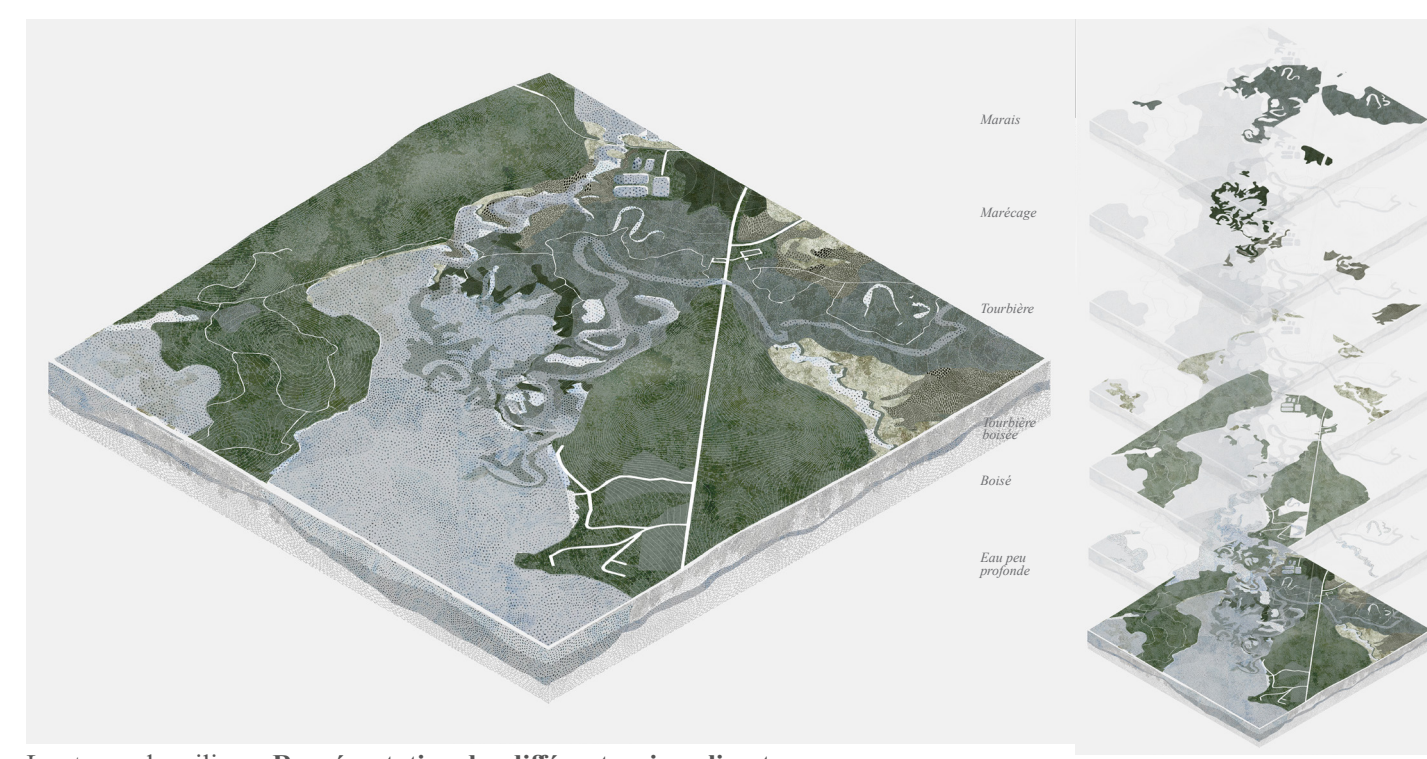 Marais
Marécage
Tourbière
Tourbière
boisée
Boisé
Eau peu
profonde